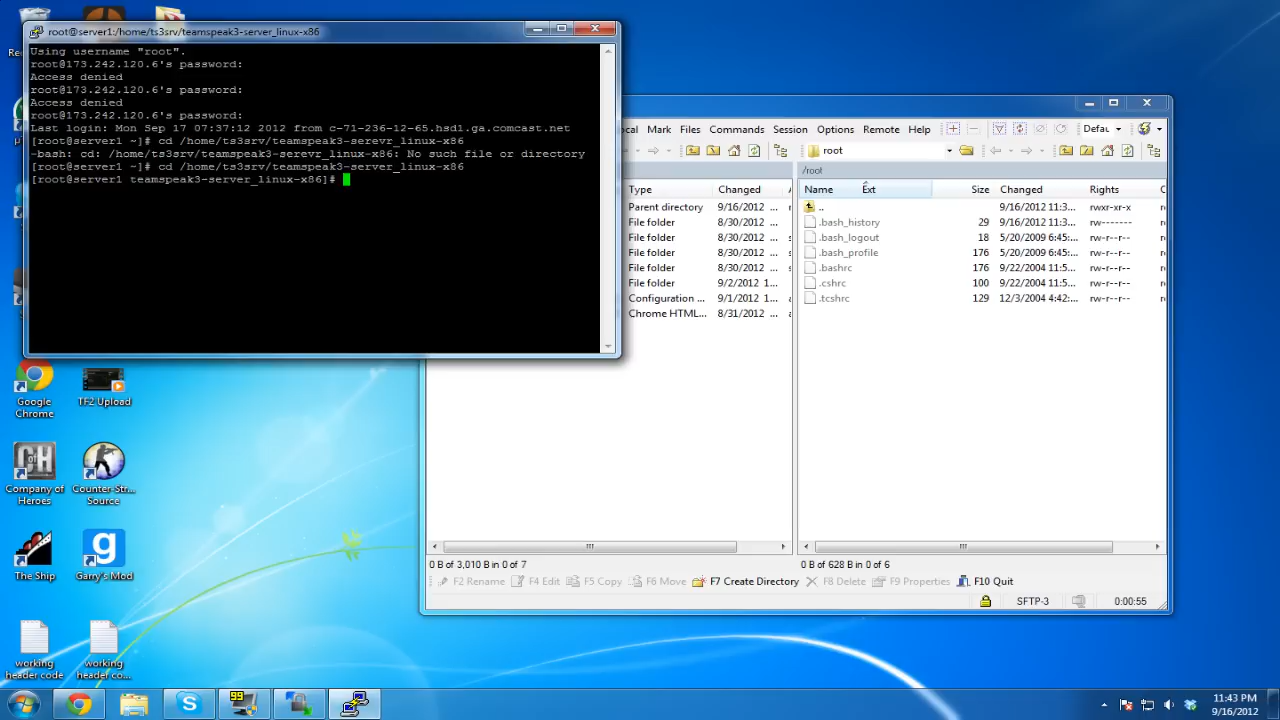 root@server1:/home/ts3srv/teamspeak3-server_linux-x86
Using username "root".
root@173.242.120.6's password:
Access denied
root@173.242.120.6's password:
Access denied
root@173.242.120.6's password:
Last login: Mon Sep 17 07:37:12 2012 from c-71-236-12-65.hsd1.ga.comcast.net
[root@server1 ~]# cd /home/ts3srv/teamspeak3-serevr_linux-x86
-bash: cd: /home/ts3srv/teamspeak3-serevr_linux-x86: No such file or directory
[root@server1 ~]# cd /home/ts3srv/teamspeak3-server_linux-x86
[root@server1 teamspeak3-server_linux-x86]#
Mark Files Commands Session Options Remote Help Defau
root
/root
Type Changed
Parent directory 9/16/2012 ...
File folder 8/30/2012 ...
File folder 8/30/2012 ...
File folder 8/30/2012 ...
File folder 8/30/2012 ...
File folder 9/2/2012 1...
Configuration ... 9/1/2012 1...
Chrome HTML... 8/31/2012 ...
Name Ext Size Changed Rights
.. 9/16/2012 11:3... rwxr-xr-x
.bash_history 29 9/16/2012 11:3... rw-------
.bash_logout 18 5/20/2009 6:45:... rw-r--r--
.bash_profile 176 5/20/2009 6:45:... rw-r--r--
.bashrc 176 9/22/2004 11:5... rw-r--r--
.cshrc 100 9/22/2004 11:5... rw-r--r--
.tcshrc 129 12/3/2004 4:42:... rw-r--r--
0 B of 3,010 B in 0 of 7
0 B of 628 B in 0 of 6
F2 Rename F4 Edit F5 Copy F6 Move F7 Create Directory F8 Delete F9 Properties F10 Quit
SFTP-3 0:00:55
Google Chrome
TF2 Upload
Company of Heroes
Counter-Str... Source
The Ship
Garry's Mod
working header code
working header co...
99
11:43 PM
9/16/2012